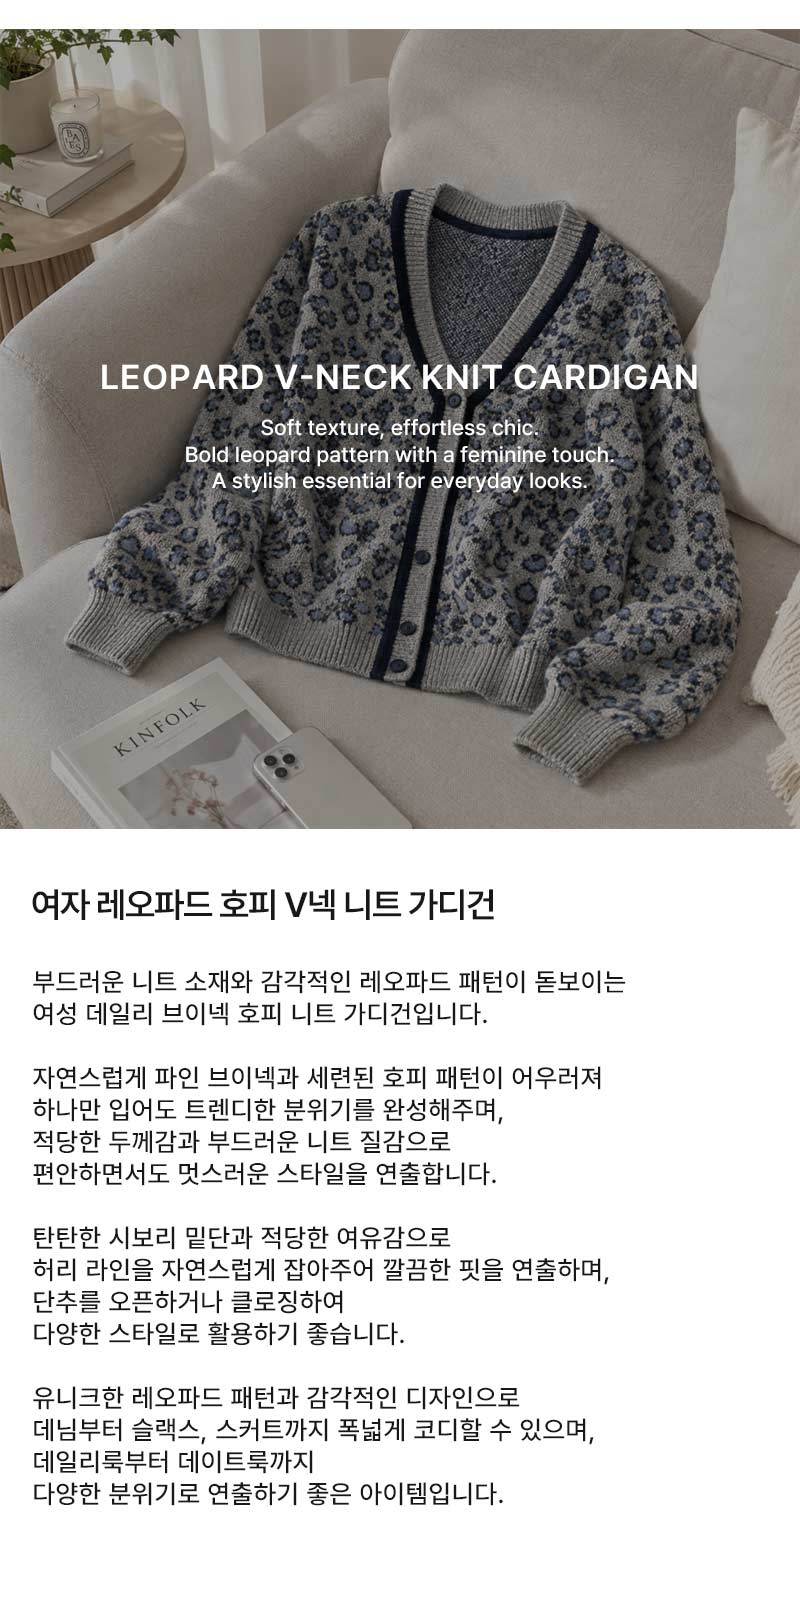 BA
LES
LEOPARD V-NECK KNIT CARDIGAN
Soft texture, effortless chic.
Bold leopard pattern with a feminine touch.
A stylish essential for everyday looks.
KINFOLK
여자 레오파드 호피 V넥 니트 가디건
부드러운 니트 소재와 감각적인 레오파드 패턴이 돋보이는
여성 데일리 브이넥 호피 니트 가디건입니다.
자연스럽게 파인 브이넥과 세련된 호피 패턴이 어우러져
하나만 입어도 트렌디한 분위기를 완성해주며,
적당한 두께감과 부드러운 니트 질감으로
편안하면서도 멋스러운 스타일을 연출합니다.
탄탄한 시보리 밑단과 적당한 여유감으로
허리 라인을 자연스럽게 잡아주어 깔끔한 핏을 연출하며,
단추를 오픈하거나 클로징하여
다양한 스타일로 활용하기 좋습니다.
유니크한 레오파드 패턴과 감각적인 디자인으로
데님부터 슬랙스, 스커트까지 폭넓게 코디할 수 있으며,
데일리룩부터 데이트룩까지
다양한 분위기로 연출하기 좋은 아이템입니다.